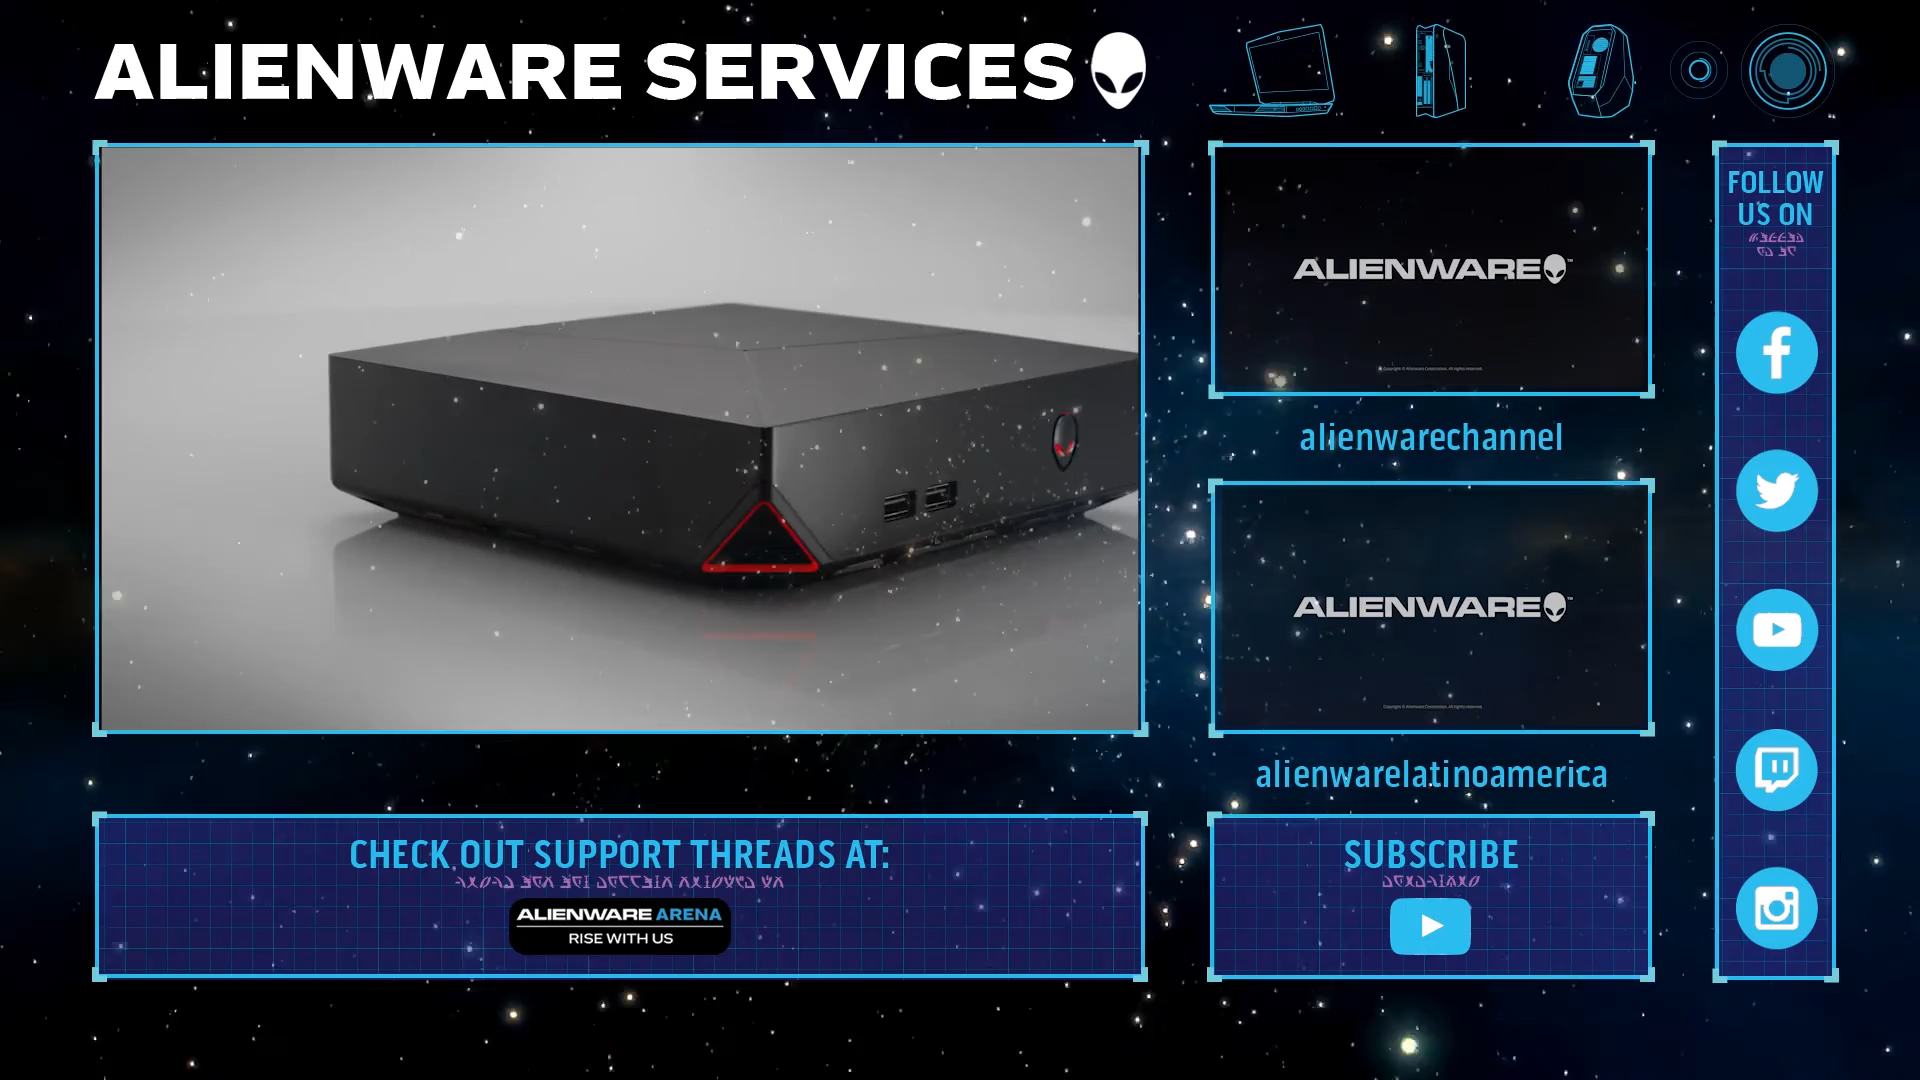 ALIENWARE SERVICES
ALIENWARE
alienwarechannel
ALIENWARE
alienwarelatinoamerica
FOLLOW
US ON
CHECK OUT SUPPORT THREADS AT:
ALIENWARE ARENA
RISE WITH US
SUBSCRIBE